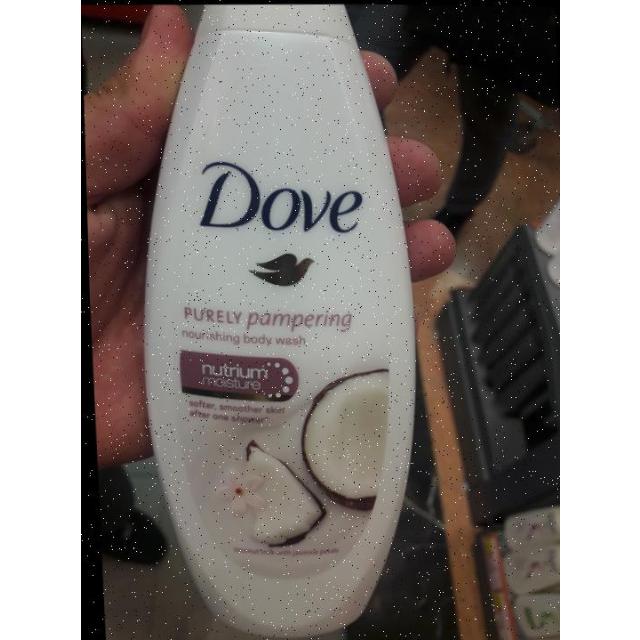 Dove
PURELY pampering
nourishing body wash
nutrium
moisture
softer, smoother skin
after one shower